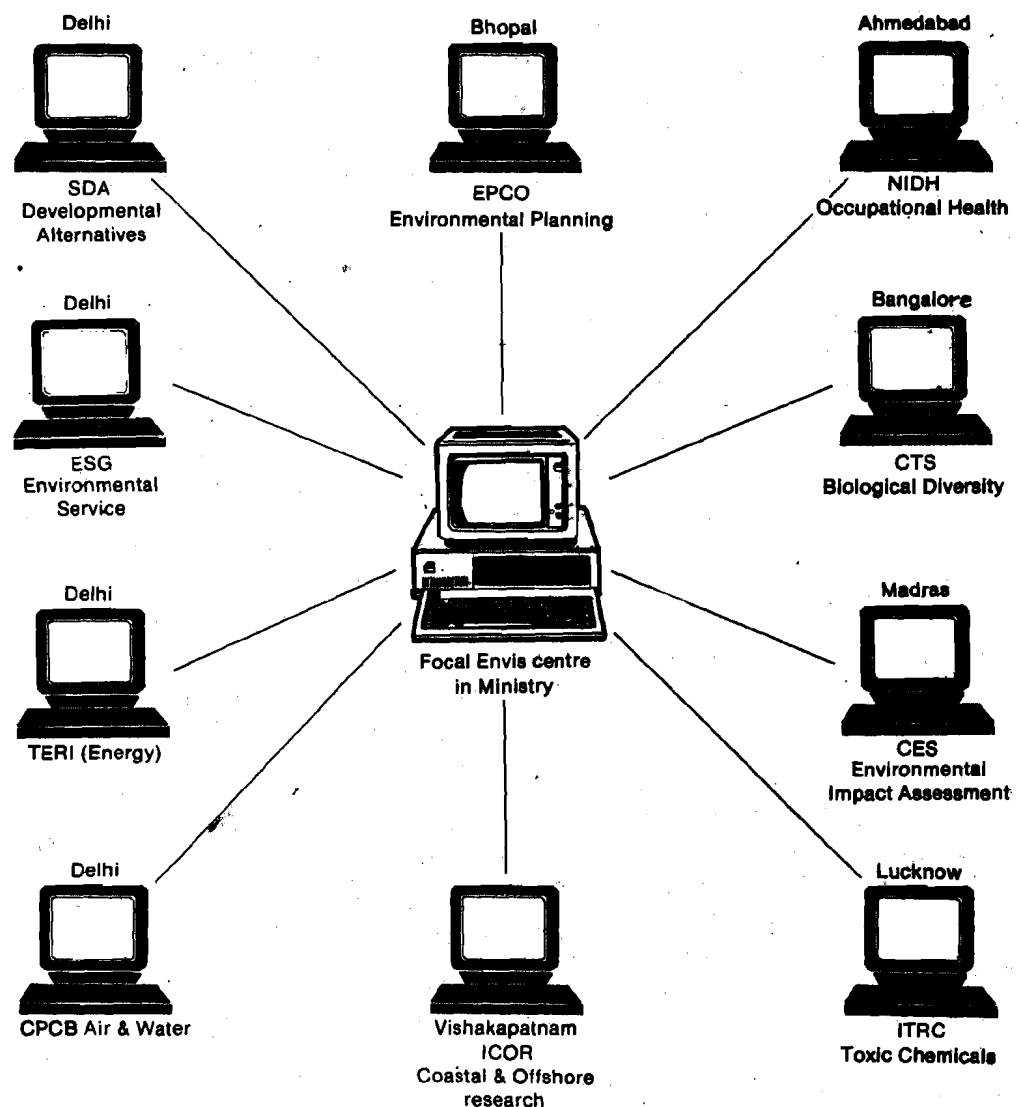 Delhi
SDA
Developmental
Alternatives
Bhopal
EPCO
Environmental Planning
Ahmedabad
NIDH
Occupational Health
Delhi
ESG
Environmental
Service
Bangalore
CTS
Biological Diversity
Focal Envis centre
in Ministry
Delhi
TERI (Energy)
Madras
CES
Environmental
Impact Assessment
Delhi
CPCB Air & Water
Vishakapatnam
ICOR
Coastal & Offshore
research
Lucknow
ITRC
Toxic Chemicals